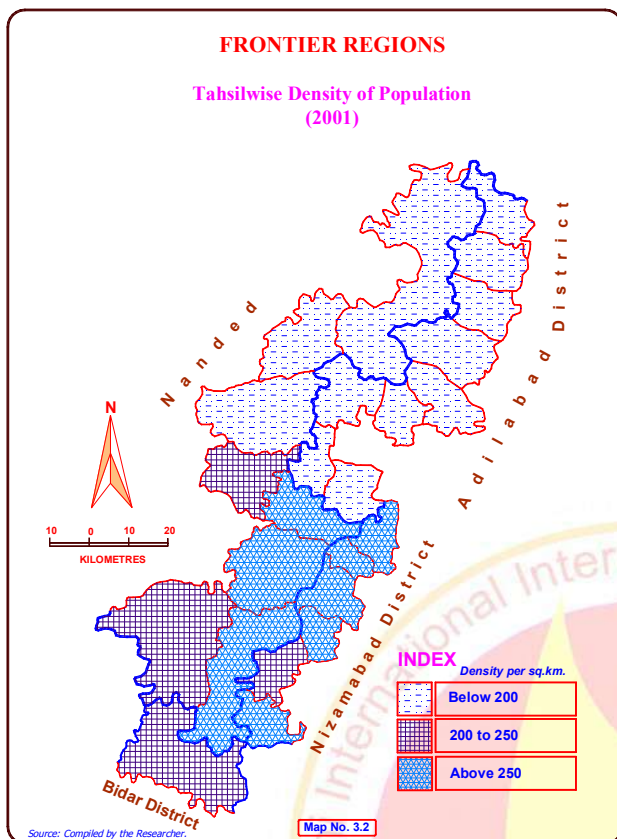 FRONTIER REGIONS
Tahsilwise Density of Population
(2001)
Nanded
Adilabad District
N
10 0 10 20
KILOMETRES
Nizamabad District
INDEX
Density per sq.km.
Below 200
200 to 250
Above 250
Bidar District
Map No. 3.2
Source: Compiled by the Researcher.
International Inter